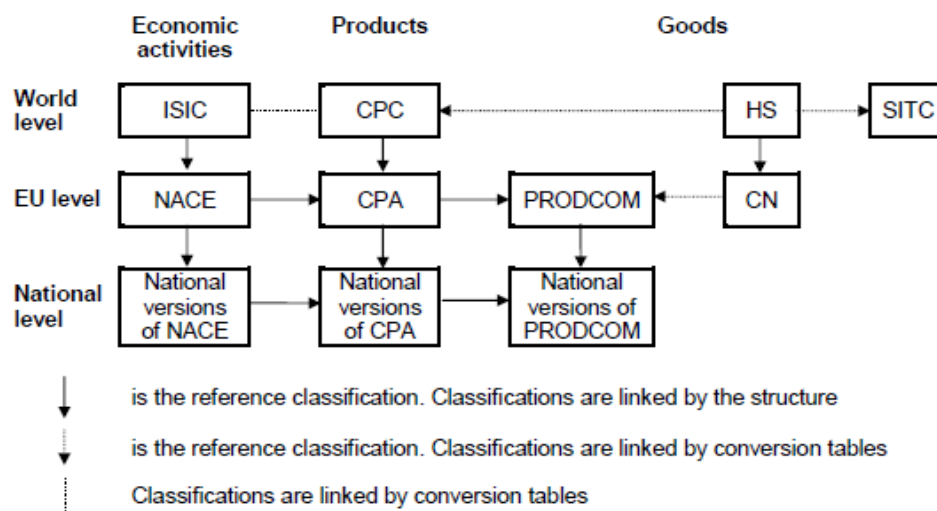 Economic
activities
Products
Goods
World
level
ISIC
CPC
HS
SITC
EU level
NACE
CPA
PRODCOM
CN
National
level
National
versions
of NACE
National
versions
of CPA
National
versions of
PRODCOM
is the reference classification. Classifications are linked by the structure
is the reference classification. Classifications are linked by conversion tables
Classifications are linked by conversion tables